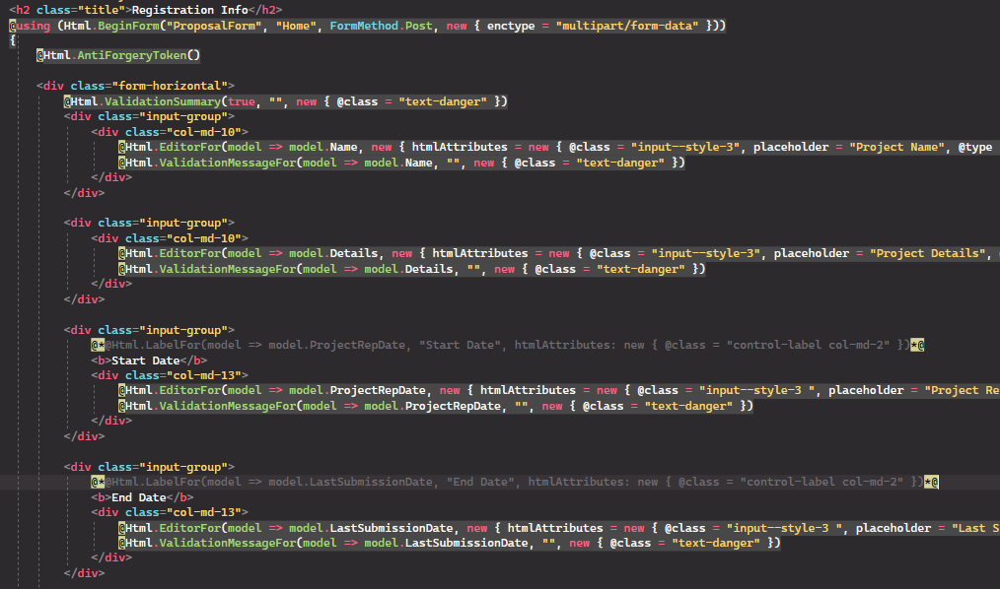 <h2 class="title">Registration Info</h2>
@using (Html.BeginForm("ProposalForm", "Home", FormMethod.Post, new { enctype = "multipart/form-data" }))
{
@Html.AntiForgeryToken()
<div class="form-horizontal">
@Html.ValidationSummary(true, "", new { @class = "text-danger" })
<div class="input-group">
<div class="col-md-10">
@Html.EditorFor(model => model.Name, new { htmlAttributes = new { @class = "input--style-3", placeholder = "Project Name", @type
@Html.ValidationMessageFor(model => model.Name, "", new { @class = "text-danger" })
</div>
</div>
<div class="input-group">
<div class="col-md-10">
@Html.EditorFor(model => model.Details, new { htmlAttributes = new { @class = "input--style-3", placeholder = "Project Details",
@Html.ValidationMessageFor(model => model.Details, "", new { @class = "text-danger" })
</div>
</div>
<div class="input-group">
@*@Html.LabelFor(model => model.ProjectRepDate, "Start Date", htmlAttributes: new { @class = "control-label col-md-2" })*@
<b>Start Date</b>
<div class="col-md-13">
@Html.EditorFor(model => model.ProjectRepDate, new { htmlAttributes = new { @class = "input--style-3 ", placeholder = "Project Re
@Html.ValidationMessageFor(model => model.ProjectRepDate, "", new { @class = "text-danger" })
</div>
</div>
<div class="input-group">
@*@Html.LabelFor(model => model.LastSubmissionDate, "End Date", htmlAttributes: new { @class = "control-label col-md-2" })*@
<b>End Date</b>
<div class="col-md-13">
@Html.EditorFor(model => model.LastSubmissionDate, new { htmlAttributes = new { @class = "input--style-3 ", placeholder = "Last S
@Html.ValidationMessageFor(model => model.LastSubmissionDate, "", new { @class = "text-danger" })
</div>
</div>